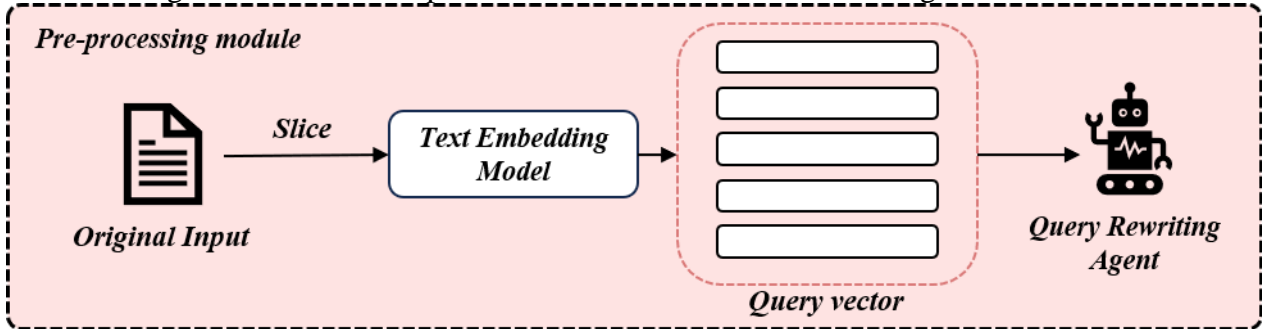 Pre-processing module
Slice
Text Embedding
Model
Original Input
Query Rewriting
Agent
Query vector